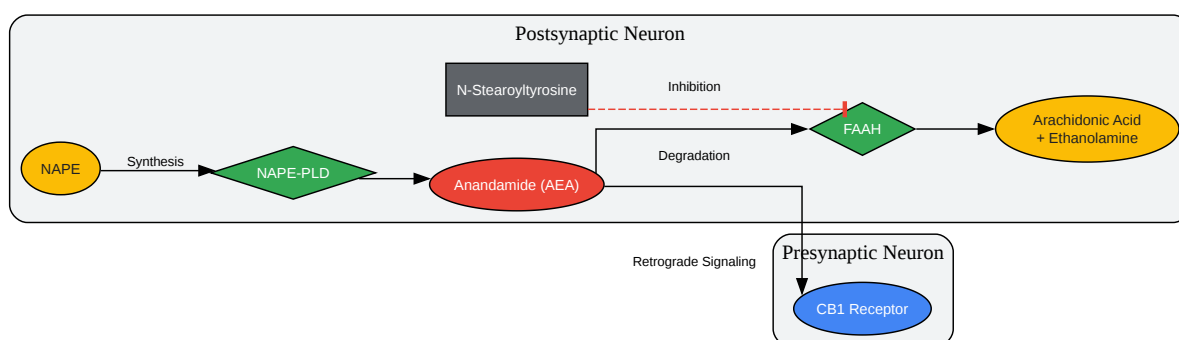 Postsynaptic Neuron
N-Stearoyltyrosine
Inhibition
FAAH
Arachidonic Acid
+ Ethanolamine
Degradation
NAPE
Synthesis
NAPE-PLD
Anandamide (AEA)
Retrograde Signaling
Presynaptic Neuron
CB1 Receptor